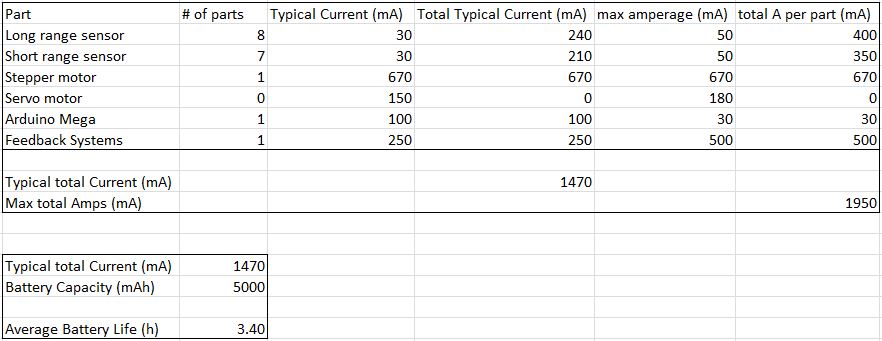 Part # of parts Typical Current (mA) Total Typical Current (mA) max amperage (mA) total A per part (mA)
Long range sensor 8 30 240 50 400
Short range sensor 7 30 210 50 350
Stepper motor 1 670 670 670 670
Servo motor 0 150 0 180 0
Arduino Mega 1 100 100 30 30
Feedback Systems 1 250 250 500 500
Typical total Current (mA) 1470
Max total Amps (mA) 1950
Typical total Current (mA) 1470
Battery Capacity (mAh) 5000
Average Battery Life (h) 3.40